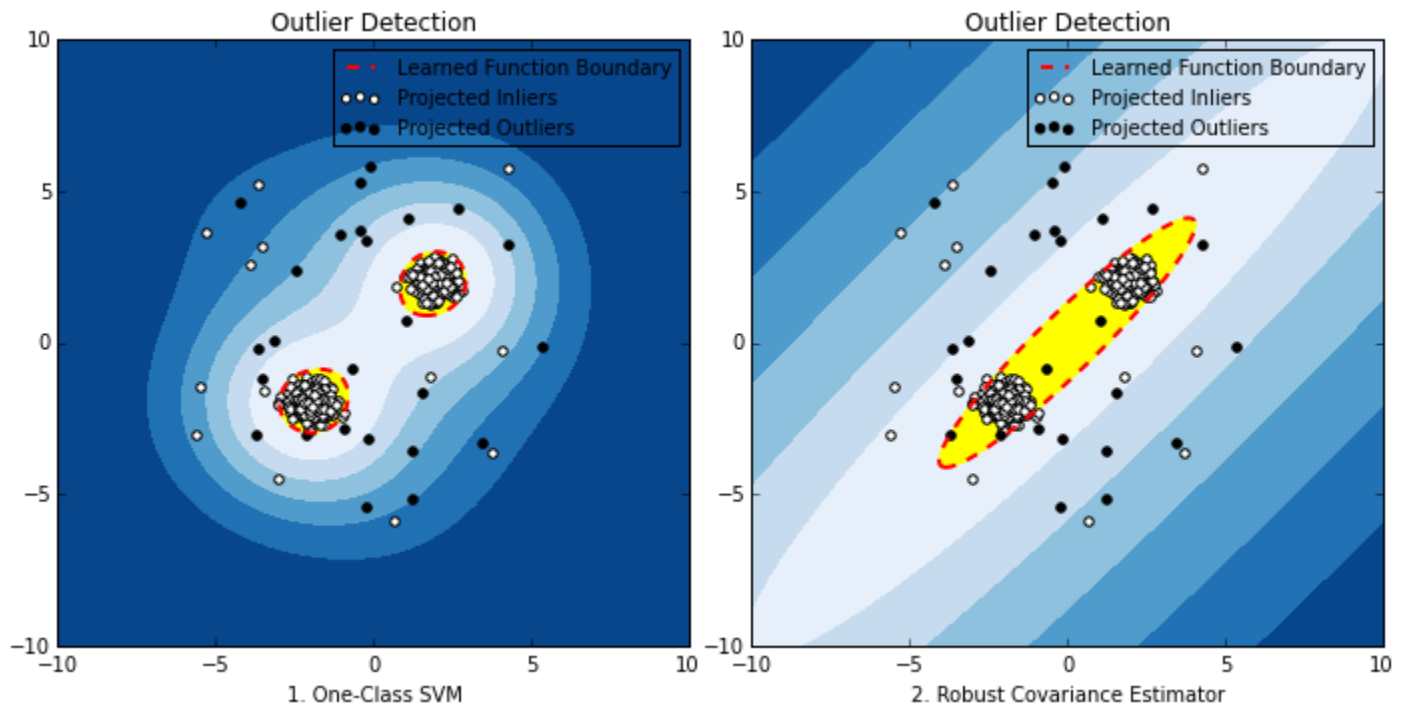 Outlier Detection
10
5
0
−5
−10
Learned Function Boundary
Projected Inliers
Projected Outliers
−10
−5
0
5
10
1. One-Class SVM
Outlier Detection
10
5
0
−5
−10
Learned Function Boundary
Projected Inliers
Projected Outliers
−10
−5
0
5
10
2. Robust Covariance Estimator